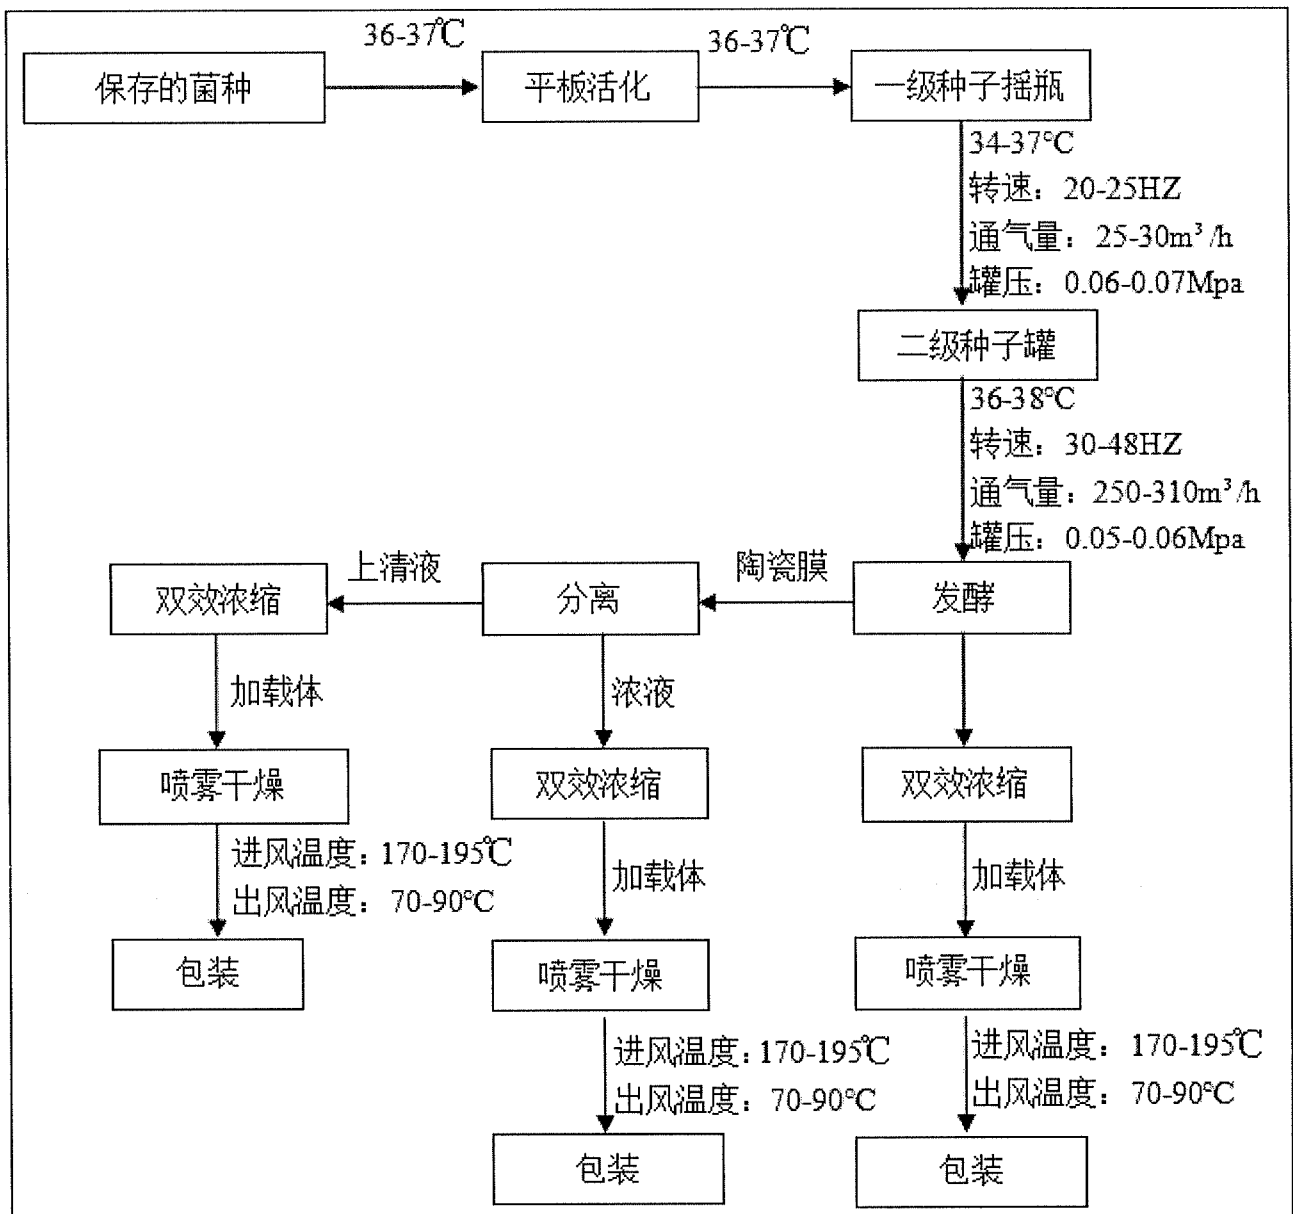 36-37℃
36-37℃
保存的菌种
平板活化
一级种子摇瓶
34-37℃
转速：20-25HZ
通气量：25-30m³/h
罐压：0.06-0.07Mpa
二级种子罐
36-38℃
转速：30-48HZ
通气量：250-310m³/h
罐压：0.05-0.06Mpa
上清液
陶瓷膜
双效浓缩
分离
发酵
加载体
浓液
喷雾干燥
双效浓缩
双效浓缩
进风温度：170-195℃
出风温度：70-90℃
加载体
加载体
包装
喷雾干燥
喷雾干燥
进风温度：170-195℃
出风温度：70-90℃
进风温度：170-195℃
出风温度：70-90℃
包装
包装